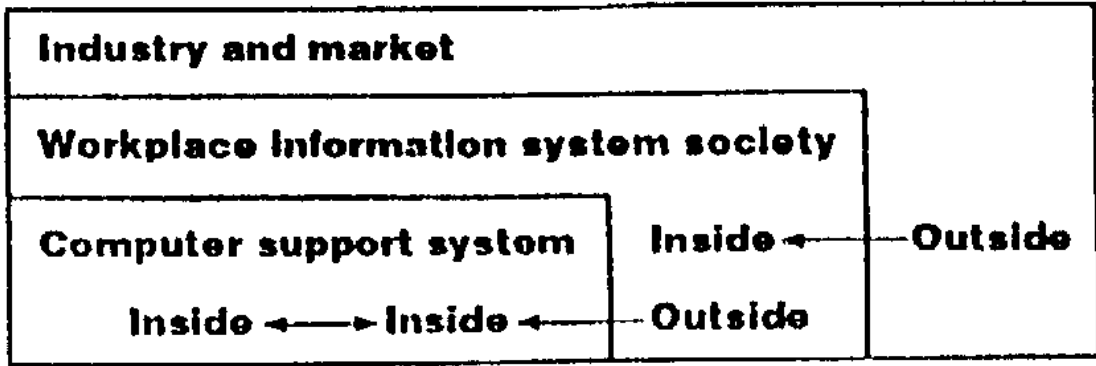 Industry and market
Workplace information system society
Computer support system
Inside Outside
Inside Inside Outside